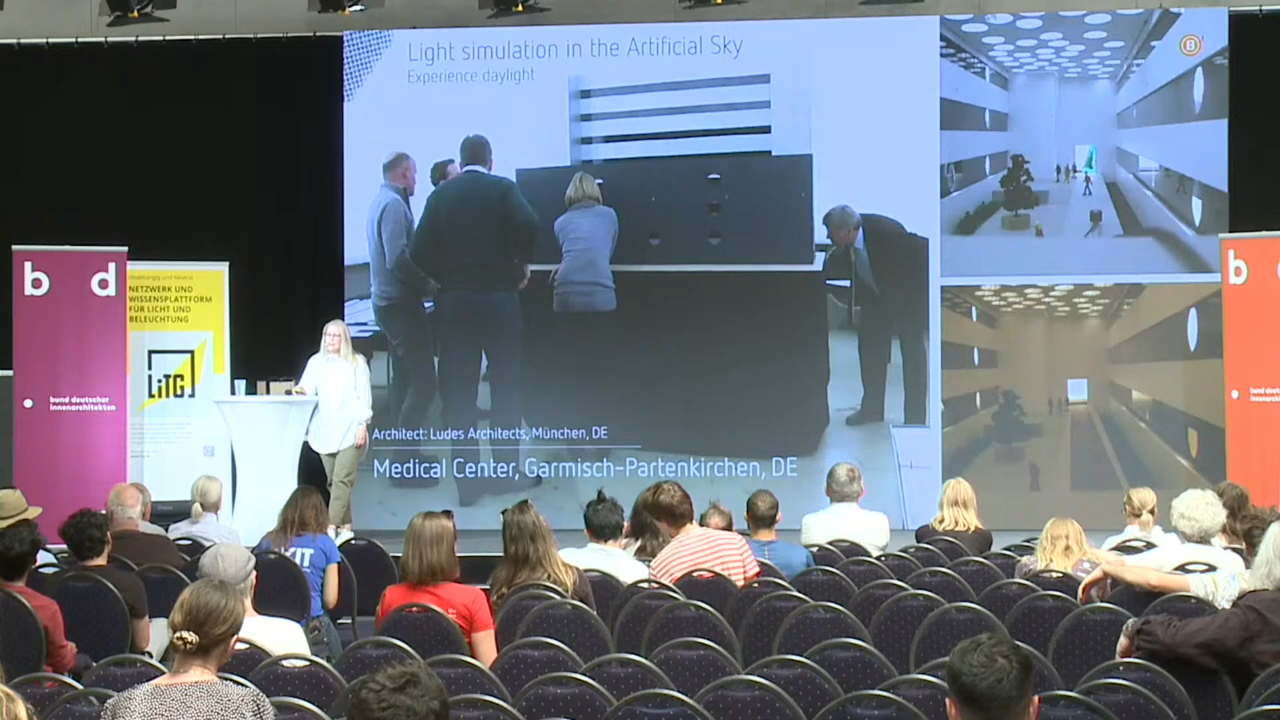 Light simulation in the Artificial Sky
Experience daylight
B
Architect: Ludes Architects, München, DE
Medical Center, Garmisch-Partenkirchen, DE
b d
bund deutscher
innenarchitekten
NETZWERK UND
WISSENSPLATTFORM
FÜR LICHT UND
BELEUCHTUNG
LiTG
KIT
b